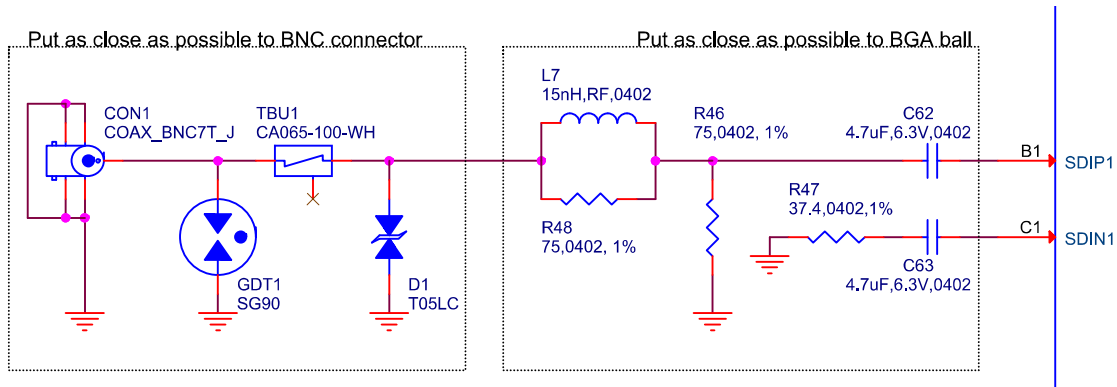 Put as close as possible to BNC connector
Put as close as possible to BGA ball
CON1
COAX_BNC7T_J
TBU1
CA065-100-WH
GDT1
SG90
D1
T05LC
L7
15nH,RF,0402
R48
75,0402, 1%
R46
75,0402, 1%
C62
4.7uF,6.3V,0402
R47
37.4,0402,1%
C63
4.7uF,6.3V,0402
B1
SDIP1
C1
SDIN1